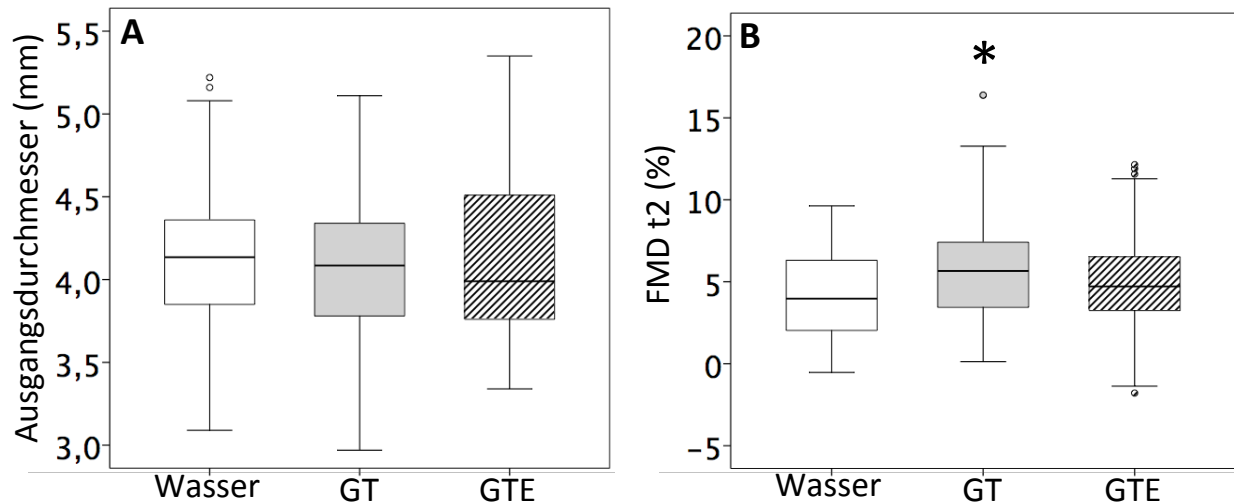 A
Ausgangsdurchmesser (mm)
5,5
5,0
4,5
4,0
3,5
3,0
Wasser GT GTE
B
*
FMD t2 (%)
20
15
10
5
0
−5
Wasser GT GTE